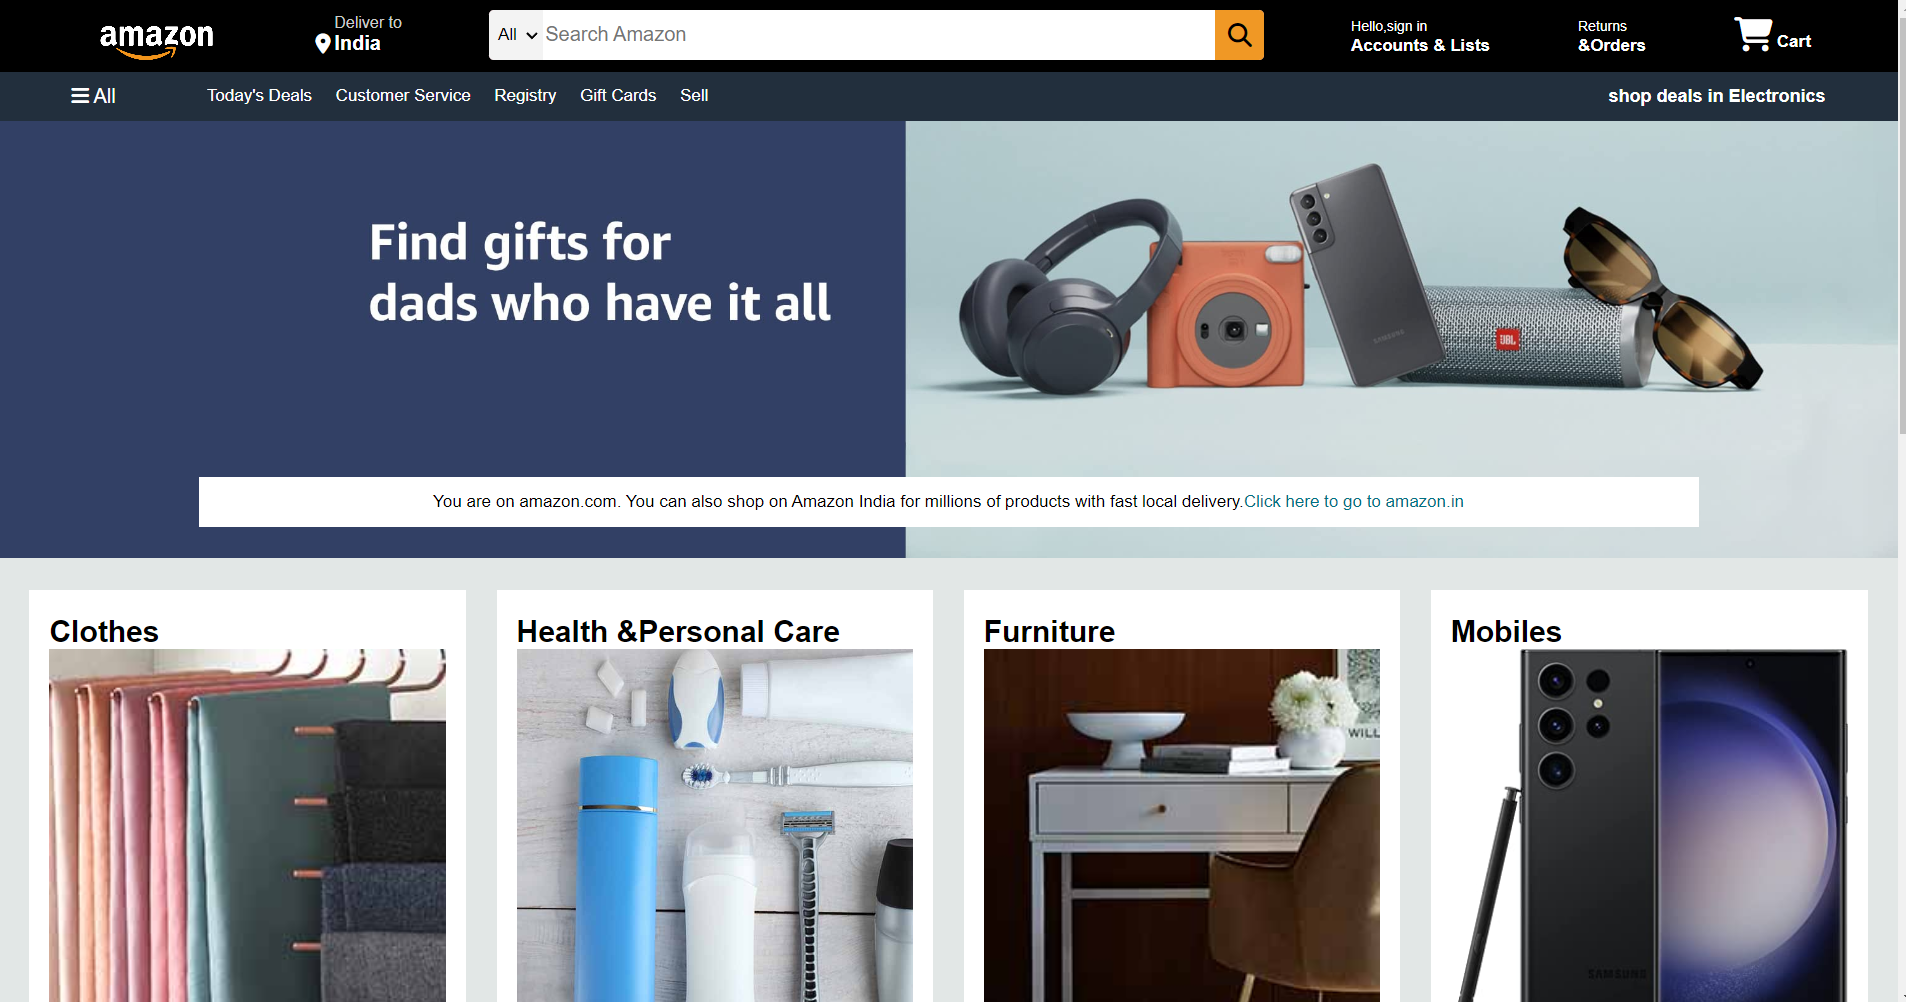 amazon
Deliver to
India
All
Search Amazon
Hello,sign in
Accounts & Lists
Returns
&Orders
Cart
All
Today's Deals
Customer Service
Registry
Gift Cards
Sell
shop deals in Electronics
Find gifts for
dads who have it all
SAMSUNG
JBL
You are on amazon.com. You can also shop on Amazon India for millions of products with fast local delivery.Click here to go to amazon.in
Clothes
Health &Personal Care
Furniture
Mobiles
WILL
SAMSUNG